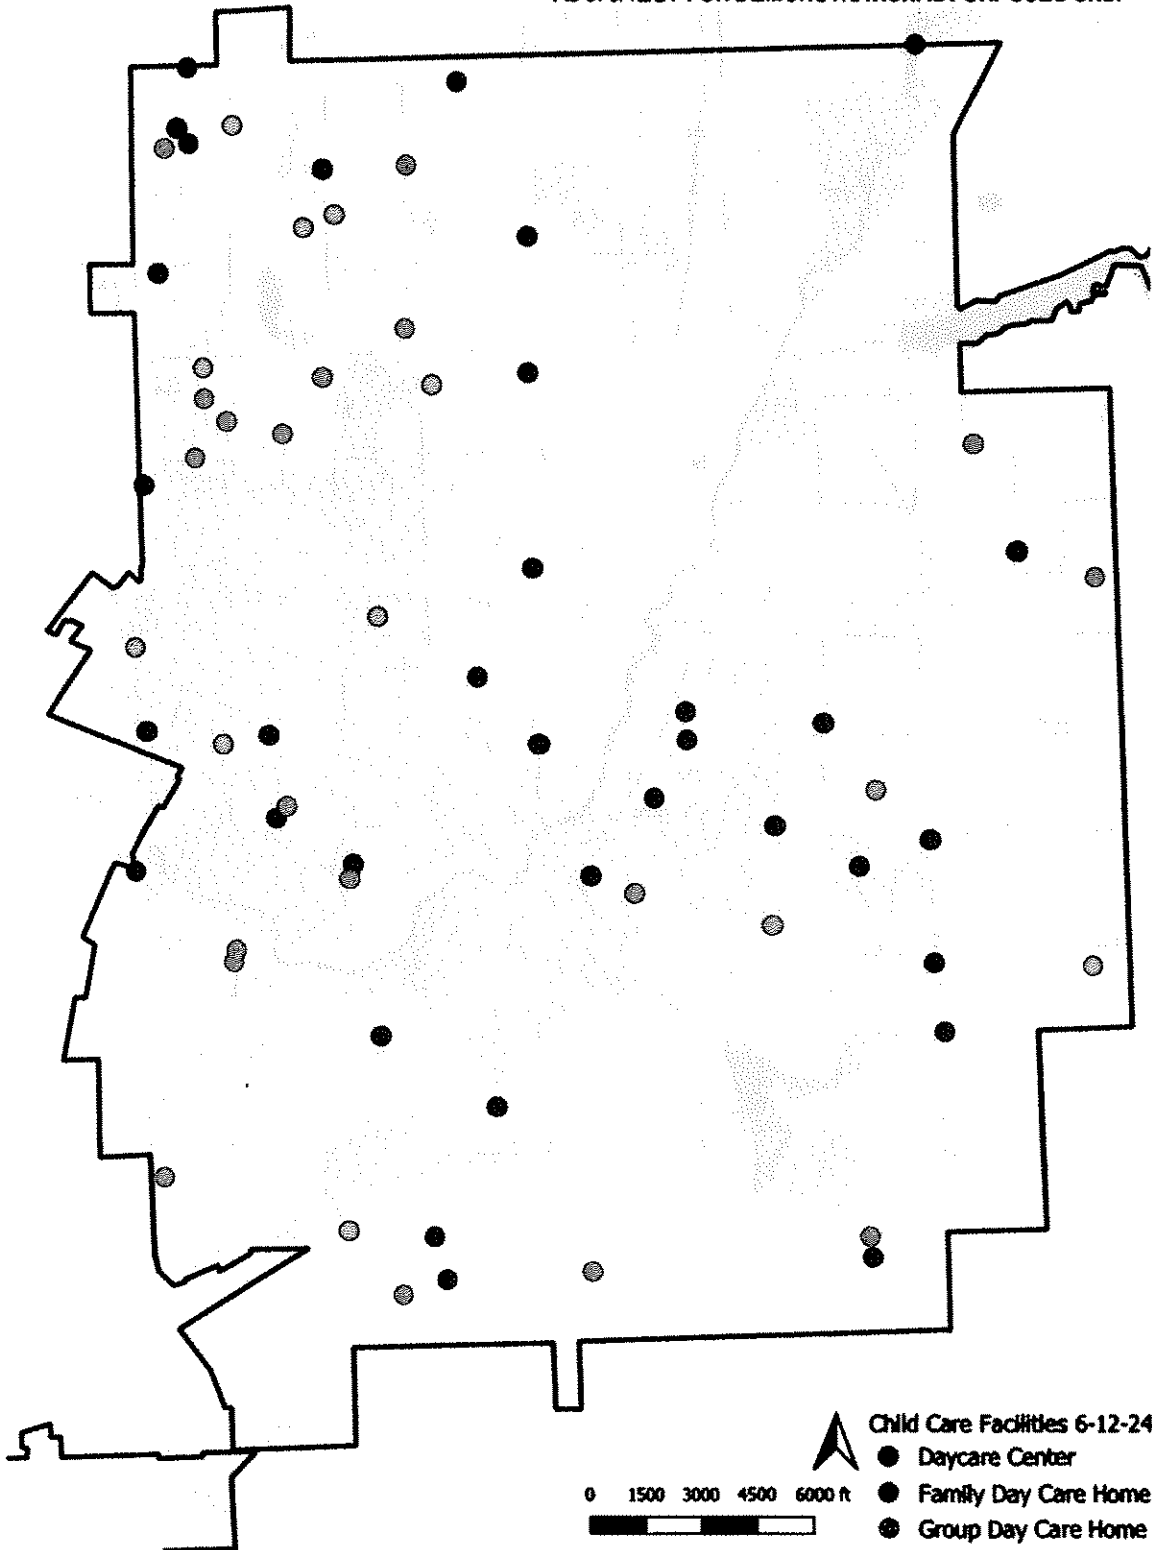 Child Care Facilities 6-12-24
Daycare Center
0 1500 3000 4500 6000 ft
Family Day Care Home
Group Day Care Home